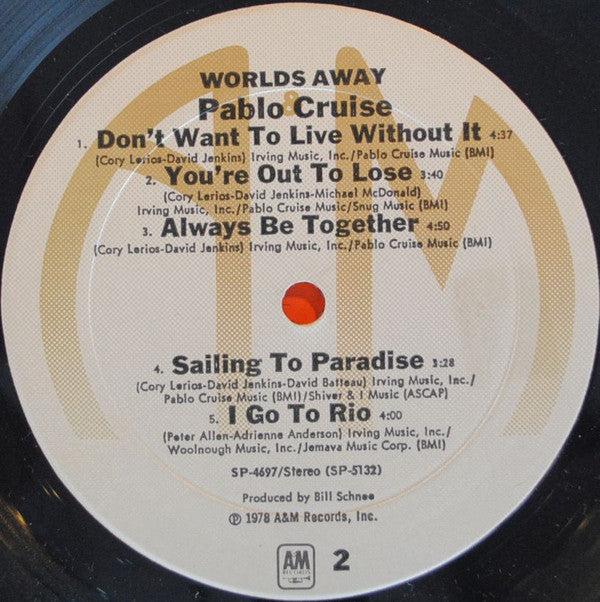 WORLDS AWAY
Pablo Cruise
1. Don't Want To Live Without It 4:37
(Cory Lerios-David Jenkins) Irving Music, Inc./Pablo Cruise Music (BMI)
2. You're Out To Lose 3:40
(Cory Lerios-David Jenkins-Michael McDonald)
Irving Music, Inc./Pablo Cruise Music/Snug Music (BMI)
3. Always Be Together 4:50
(Cory Lerios-David Jenkins) Irving Music, Inc./Pablo Cruise Music (BMI)
4. Sailing To Paradise 3:28
(Cory Lerios-David Jenkins-David Batteau) Irving Music, Inc./
Pablo Cruise Music (BMI)/Shiver & I Music (ASCAP)
5. I Go To Rio 4:00
(Peter Allen-Adrienne Anderson) Irving Music, Inc./
Woolnough Music, Inc./Jemava Music Corp. (BMI)
SP-4697/Stereo (SP-5132)
Produced by Bill Schnee
℗ 1978 A&M Records, Inc.
AM
RECORDS
2